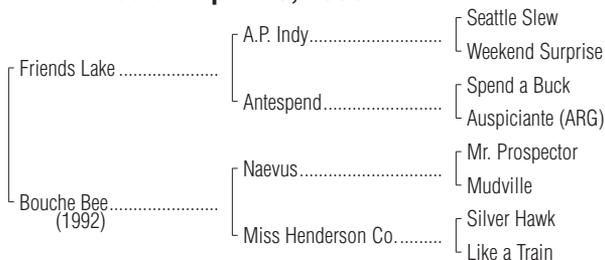 Seattle Slew
A.P. Indy
Weekend Surprise
Friends Lake
Spend a Buck
Antespend
Auspiciante (ARG)
Mr. Prospector
Naevus
Mudville
Bouche Bee
(1992)
Silver Hawk
Miss Henderson Co.
Like a Train